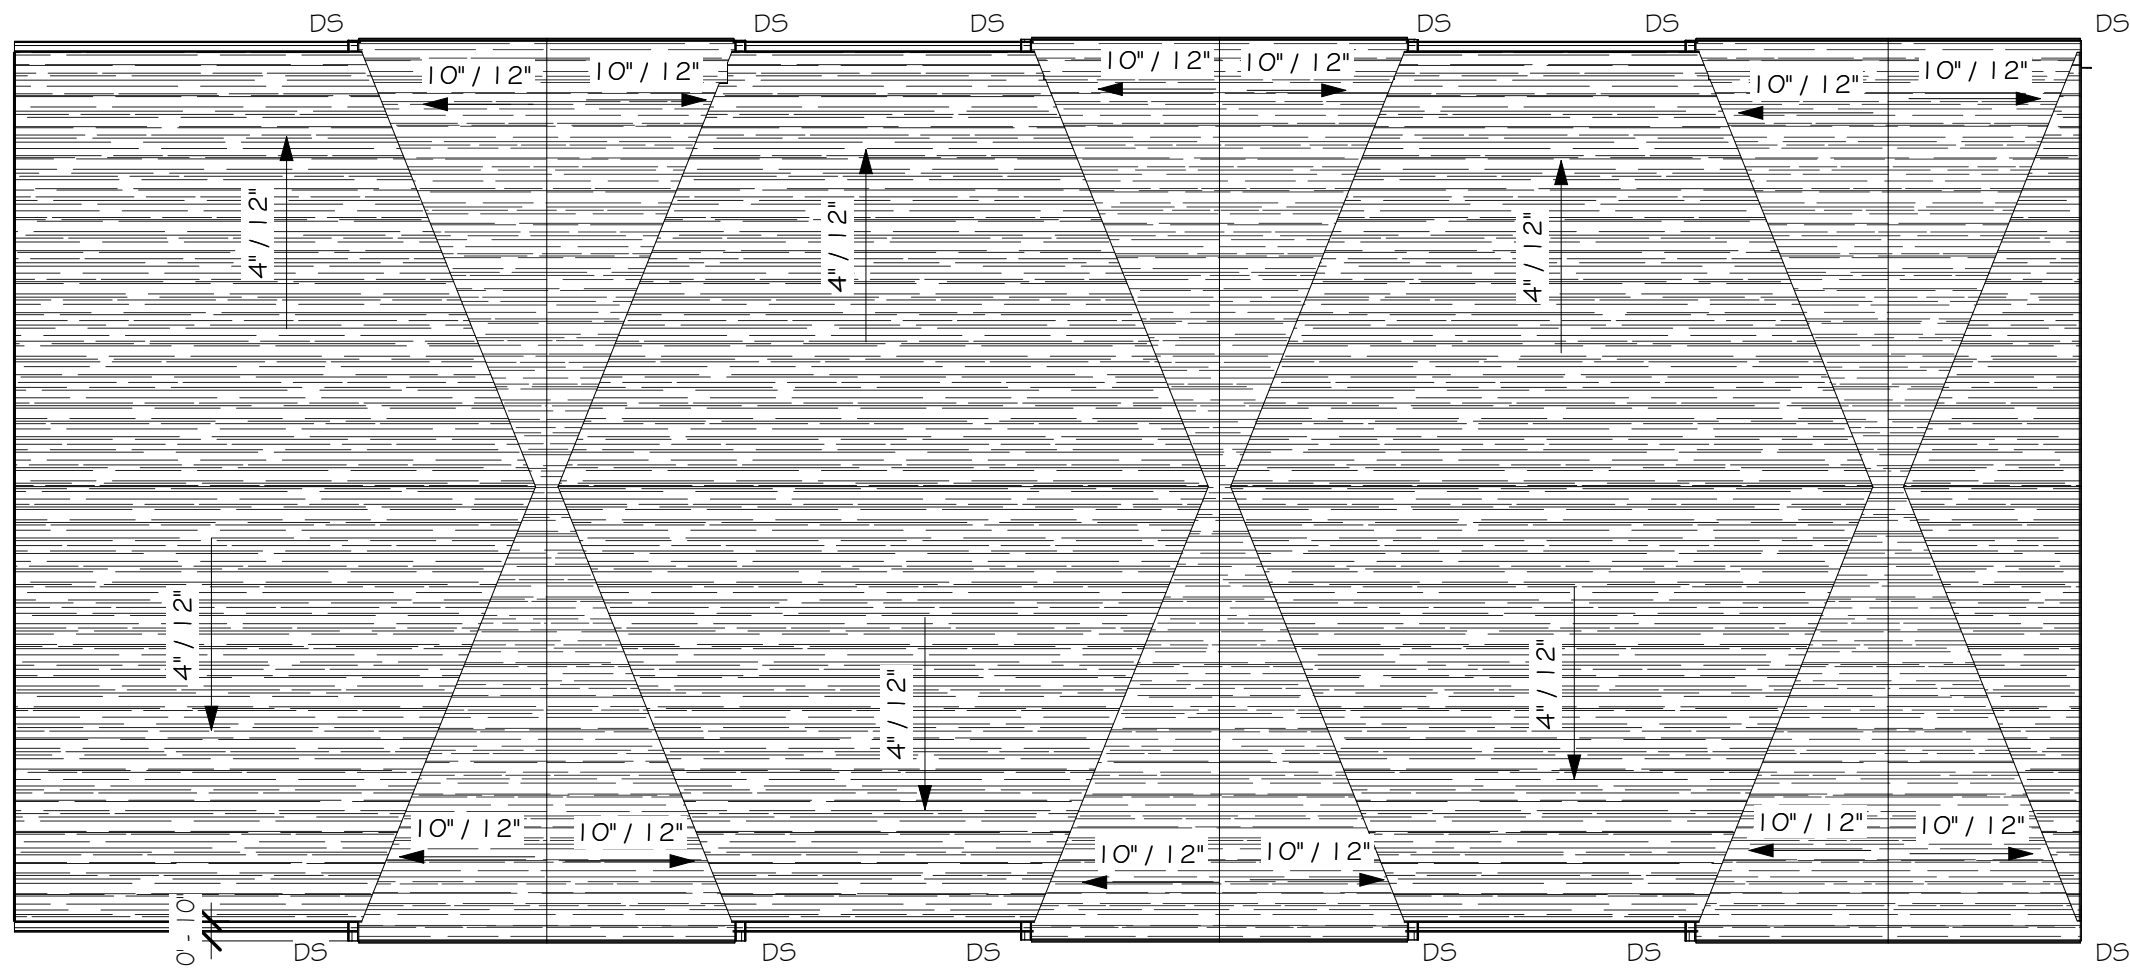 DS DS DS DS DS DS
10" / 12" 10" / 12" 10" / 12" 10" / 12" 10" / 12" 10" / 12"
4" / 12" 4" / 12" 4" / 12"
4" / 12" 4" / 12" 4" / 12"
10" / 12" 10" / 12" 10" / 12" 10" / 12" 10" / 12" 10" / 12"
0" - 10'
DS DS DS DS DS DS